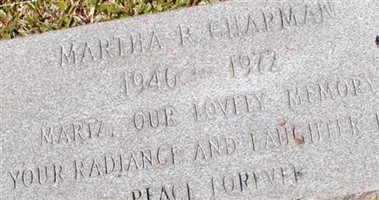 MARTHA R. CHAPMAN
1946 – 1972
MARTZ, OUR LOVELY MEMORY
YOUR RADIANCE AND LAUGHTER
PEACE FOREVER